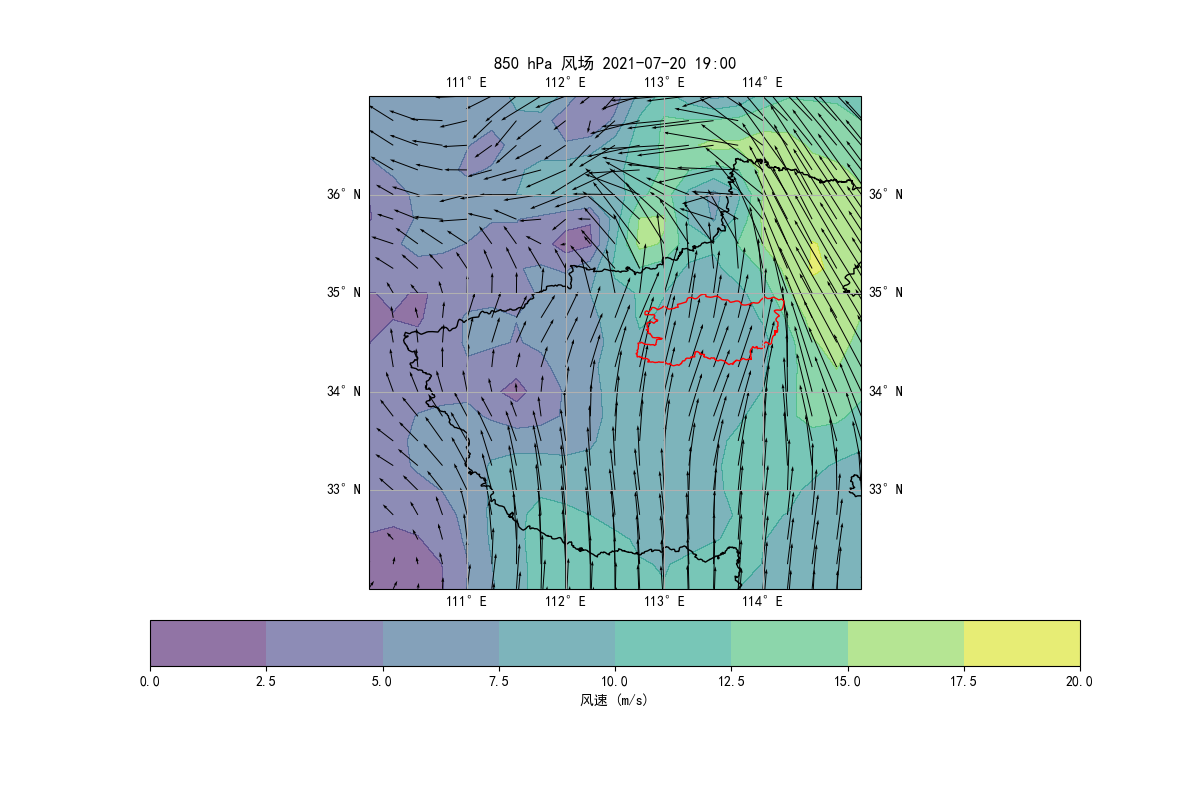 850 hPa 风场 2021-07-20 19:00
111° E 112° E 113° E 114° E
36° N 36° N
35° N 35° N
34° N 34° N
33° N 33° N
111° E 112° E 113° E 114° E
0.0 2.5 5.0 7.5 10.0 12.5 15.0 17.5 20.0
风速 (m/s)